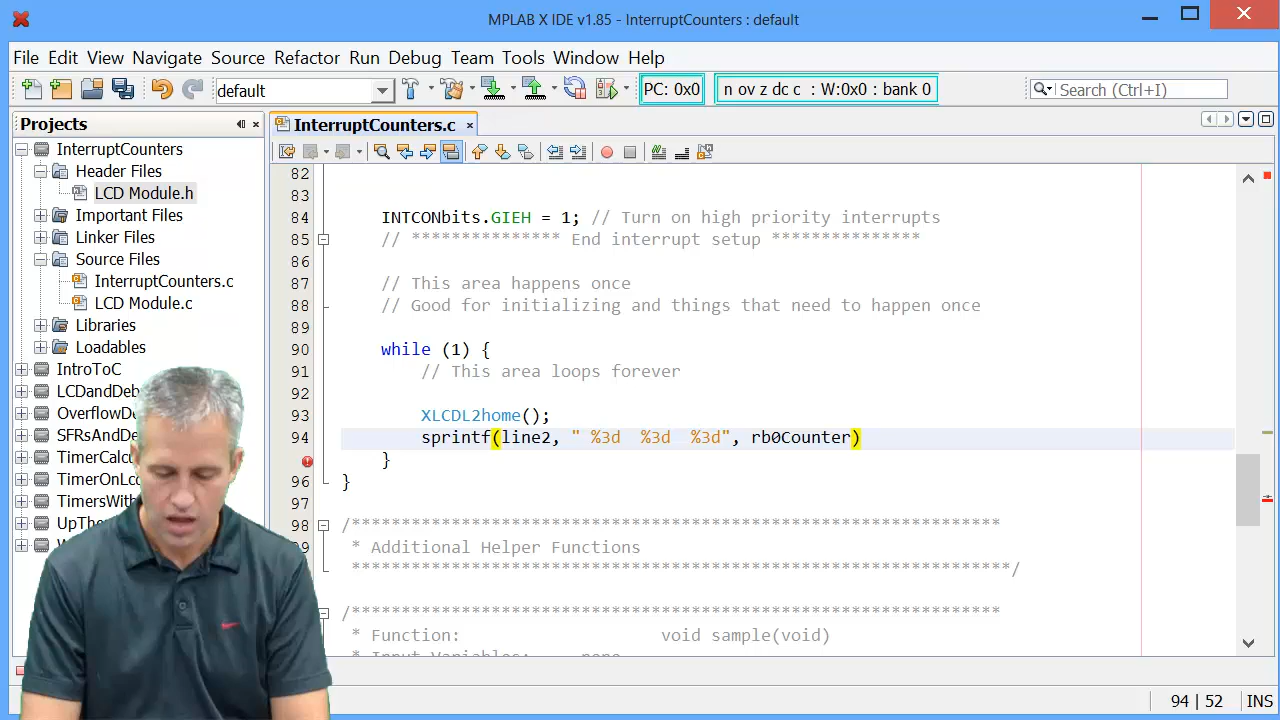 MPLAB X IDE v1.85 - InterruptCounters : default
File Edit View Navigate Source Refactor Run Debug Team Tools Window Help
default
PC: 0x0
n ov z dc c : W:0x0 : bank 0
Search (Ctrl+I)
Projects
InterruptCounters
Header Files
LCD Module.h
Important Files
Linker Files
Source Files
InterruptCounters.c
LCD Module.c
Libraries
Loadables
IntroToC
InterruptCounters.c
82
83
84 INTCONbits.GIEH = 1; // Turn on high priority interrupts
85 // *************** End interrupt setup ***************
86
87 // This area happens once
88 // Good for initializing and things that need to happen once
89
90 while (1) {
91 // This area loops forever
92
93 XLCDL2home();
94 sprintf(line2, " %3d  %3d  %3d", rb0Counter)
}
96 }
97
98 /*****************************************************************
* Additional Helper Functions
******************************************************************/
/*****************************************************************
* Function: void sample(void)
94 | 52 INS